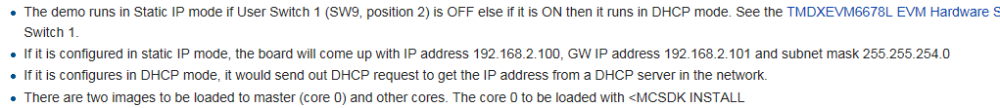 The demo runs in Static IP mode if User Switch 1 (SW9, position 2) is OFF else if it is ON then it runs in DHCP mode. See the TMDXEVM6678L EVM Hardware S
Switch 1.
If it is configured in static IP mode, the board will come up with IP address 192.168.2.100, GW IP address 192.168.2.101 and subnet mask 255.255.254.0
If it is configures in DHCP mode, it would send out DHCP request to get the IP address from a DHCP server in the network.
There are two images to be loaded to master (core 0) and other cores. The core 0 to be loaded with <MCSDK INSTALL